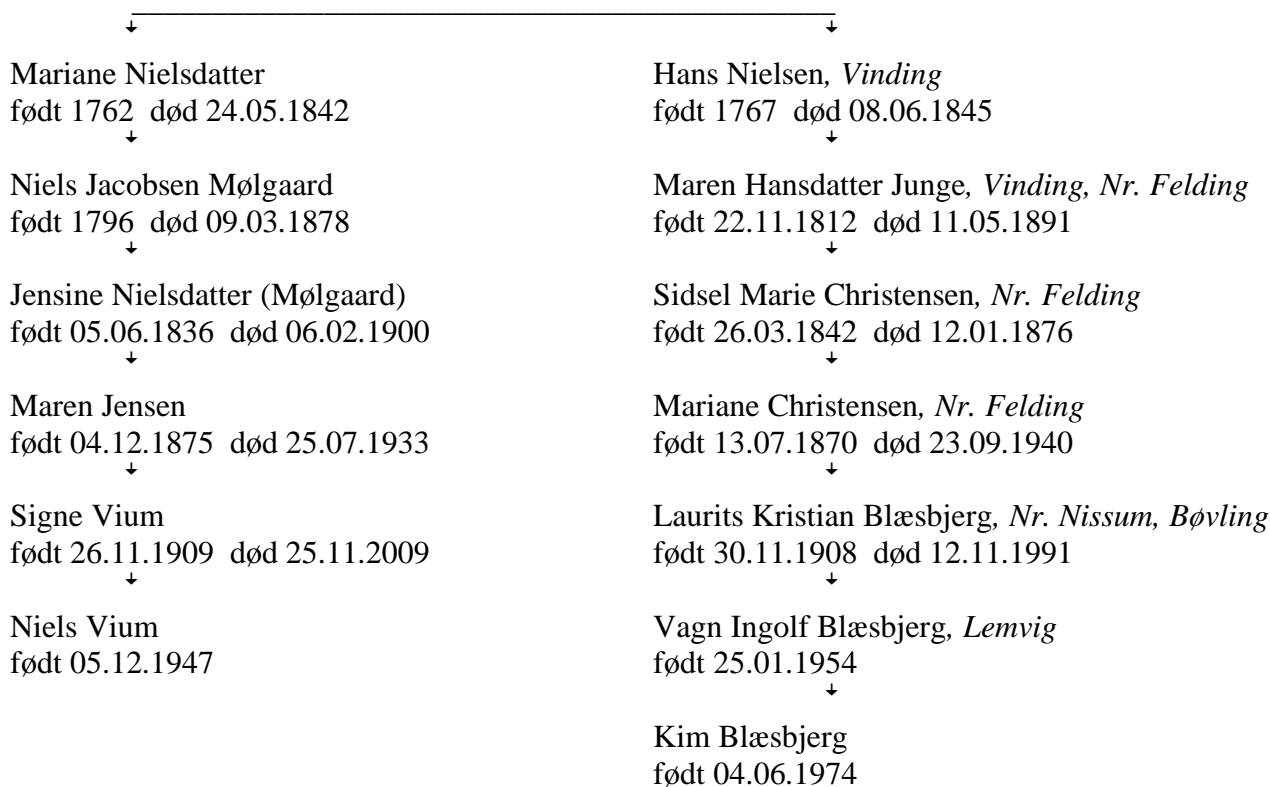 Mariane Nielsdatter
født 1762 død 24.05.1842
Niels Jacobsen Mølgaard
født 1796 død 09.03.1878
Jensine Nielsdatter (Mølgaard)
født 05.06.1836 død 06.02.1900
Maren Jensen
født 04.12.1875 død 25.07.1933
Signe Vium
født 26.11.1909 død 25.11.2009
Niels Vium
født 05.12.1947
Hans Nielsen, Vinding
født 1767 død 08.06.1845
Maren Hansdatter Junge, Vinding, Nr. Felding
født 22.11.1812 død 11.05.1891
Sidsel Marie Christensen, Nr. Felding
født 26.03.1842 død 12.01.1876
Mariane Christensen, Nr. Felding
født 13.07.1870 død 23.09.1940
Laurits Kristian Blæsbjerg, Nr. Nissum, Bøvling
født 30.11.1908 død 12.11.1991
Vagn Ingolf Blæsbjerg, Lemvig
født 25.01.1954
Kim Blæsbjerg
født 04.06.1974